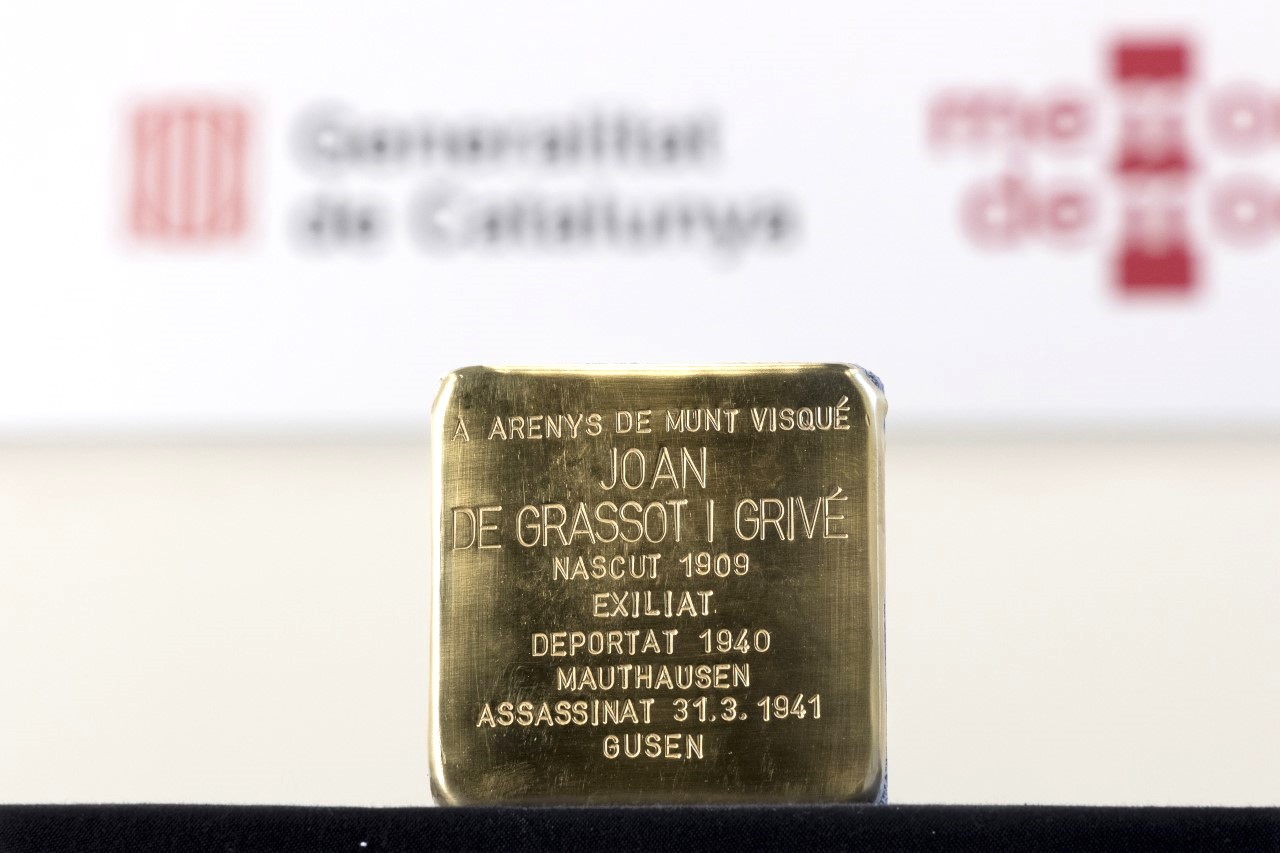 Generalitat
de Catalunya
A ARENYS DE MUNT VISQUÉ
JOAN
DE GRASSOT I GRIVÉ
NASCUT 1909
EXILIAT
DEPORTAT 1940
MAUTHAUSEN
ASSASSINAT 31.3.1941
GUSEN